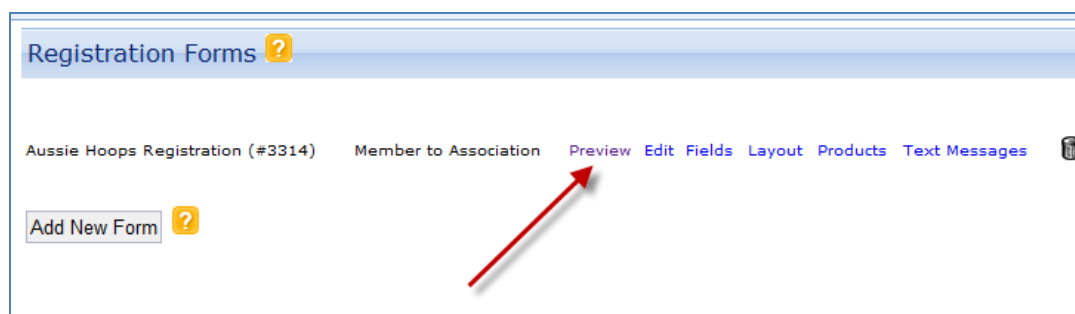 Registration Forms ?
Aussie Hoops Registration (#3314) Member to Association Preview Edit Fields Layout Products Text Messages
Add New Form ?